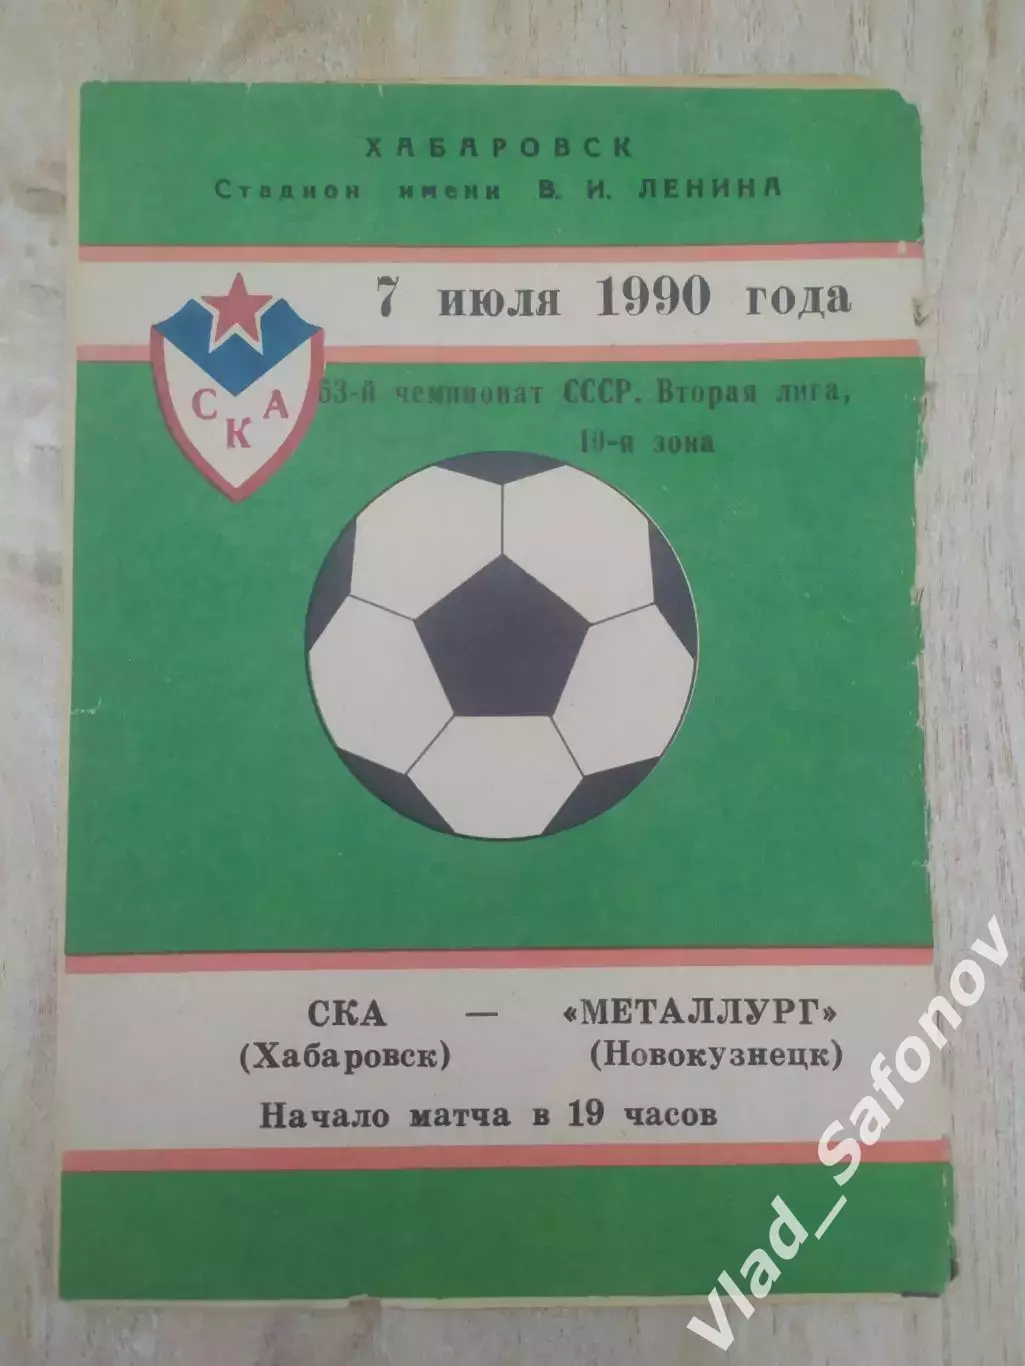 ХАБАРОВСК
Стадион имени В. И. ЛЕНИНА
7 июля 1990 года
СКА
63-й чемпионат СССР. Вторая лига,
10-я зона
СКА — «МЕТАЛЛУРГ»
(Хабаровск) (Новокузнецк)
Начало матча в 19 часов
Vlad_Safonov